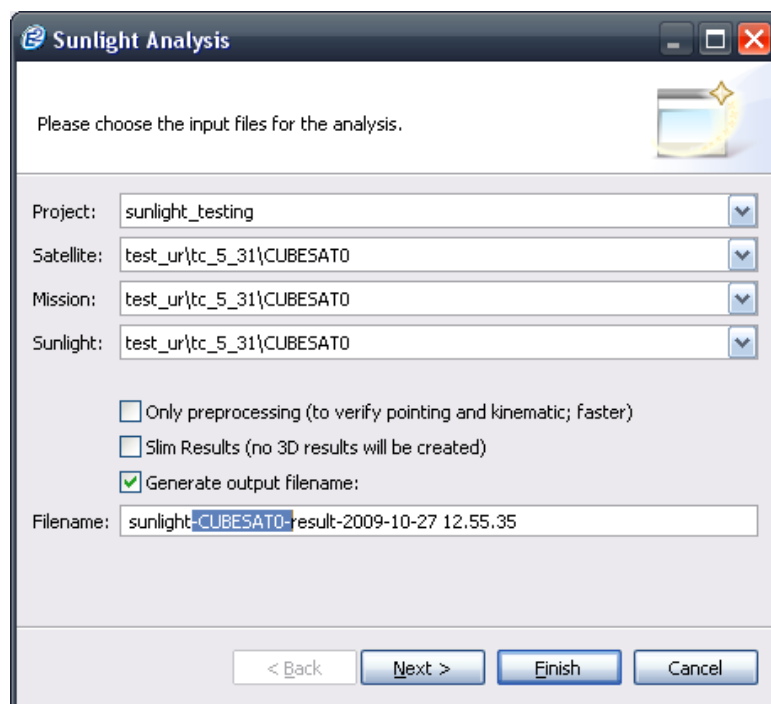 Sunlight Analysis
Please choose the input files for the analysis.
Project: sunlight_testing
Satellite: test_ur\tc_5_31\CUBESAT0
Mission: test_ur\tc_5_31\CUBESAT0
Sunlight: test_ur\tc_5_31\CUBESAT0
Only preprocessing (to verify pointing and kinematic; faster)
Slim Results (no 3D results will be created)
Generate output filename:
Filename: sunlight-CUBESAT0-result-2009-10-27 12.55.35
< Back Next > Finish Cancel